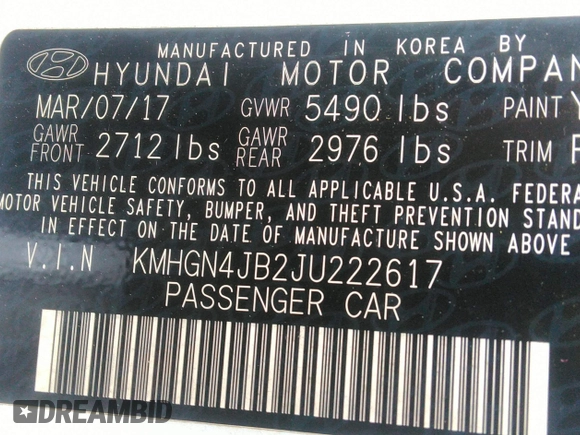 MANUFACTURED IN KOREA BY
HYUNDAI MOTOR COMPAN
MAR/07/17 GVWR 5490 lbs PAINT Y
GAWR FRONT 2712 lbs GAWR REAR 2976 lbs TRIM
THIS VEHICLE CONFORMS TO ALL APPLICABLE U.S.A. FEDERA
MOTOR VEHICLE SAFETY, BUMPER, AND THEFT PREVENTION STAND
IN EFFECT ON THE DATE OF MANUFACTURE SHOWN ABOVE
V.I.N KMHGN4JB2JU222617
PASSENGER CAR
DREAMBID